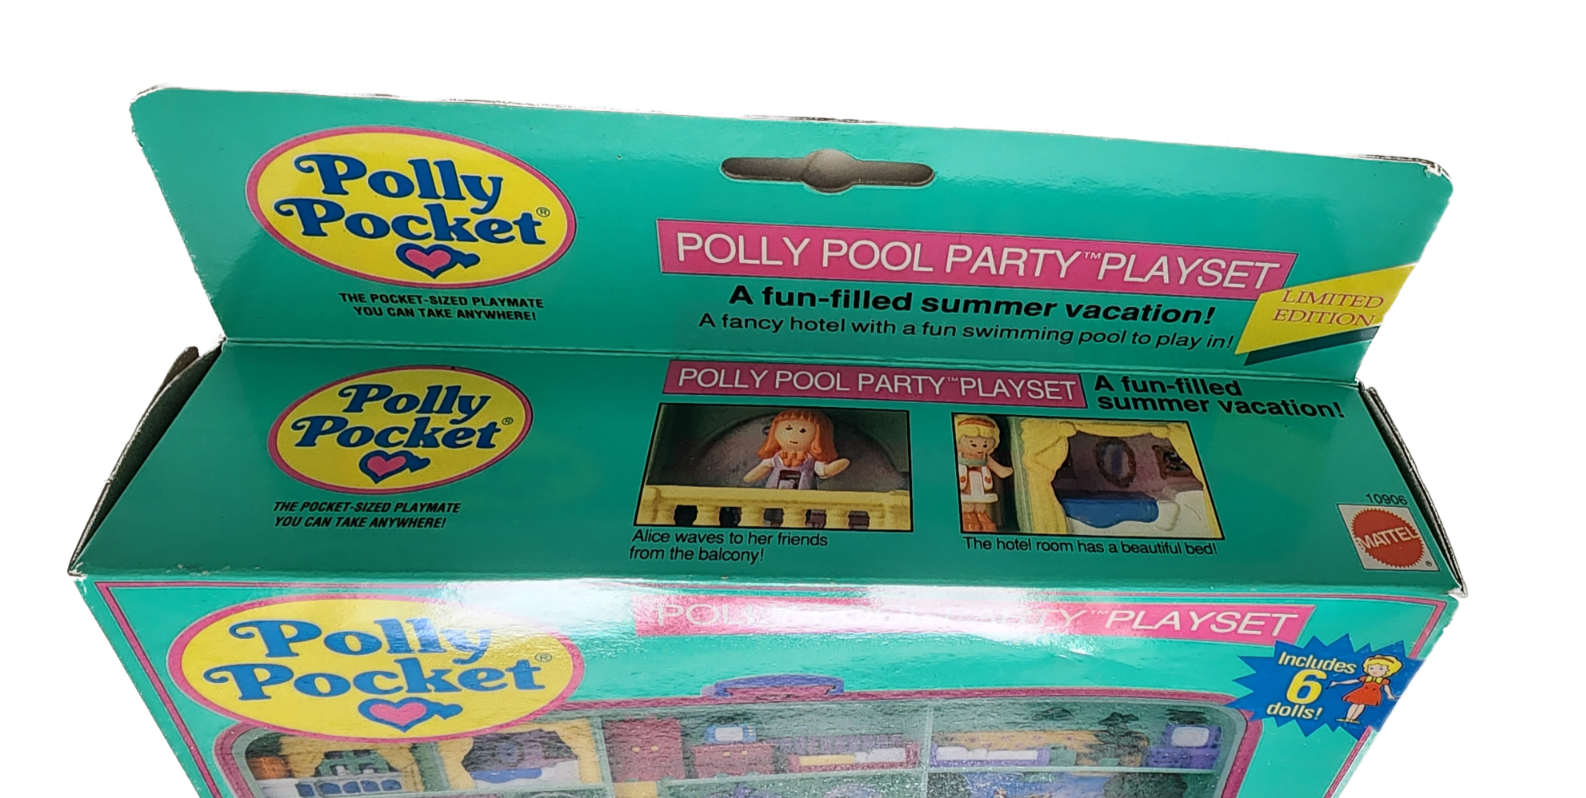 Polly
Pocket®
THE POCKET-SIZED PLAYMATE
YOU CAN TAKE ANYWHERE!
POLLY POOL PARTY™ PLAYSET
A fun-filled summer vacation!
A fancy hotel with a fun swimming pool to play in!
LIMITED
EDITION
Polly
Pocket®
THE POCKET-SIZED PLAYMATE
YOU CAN TAKE ANYWHERE!
POLLY POOL PARTY™ PLAYSET
A fun-filled
summer vacation!
Alice waves to her friends
from the balcony!
The hotel room has a beautiful bed!
10906
MATTEL®
Polly
Pocket®
POLLY POOL PARTY™ PLAYSET
Includes
6
dolls!